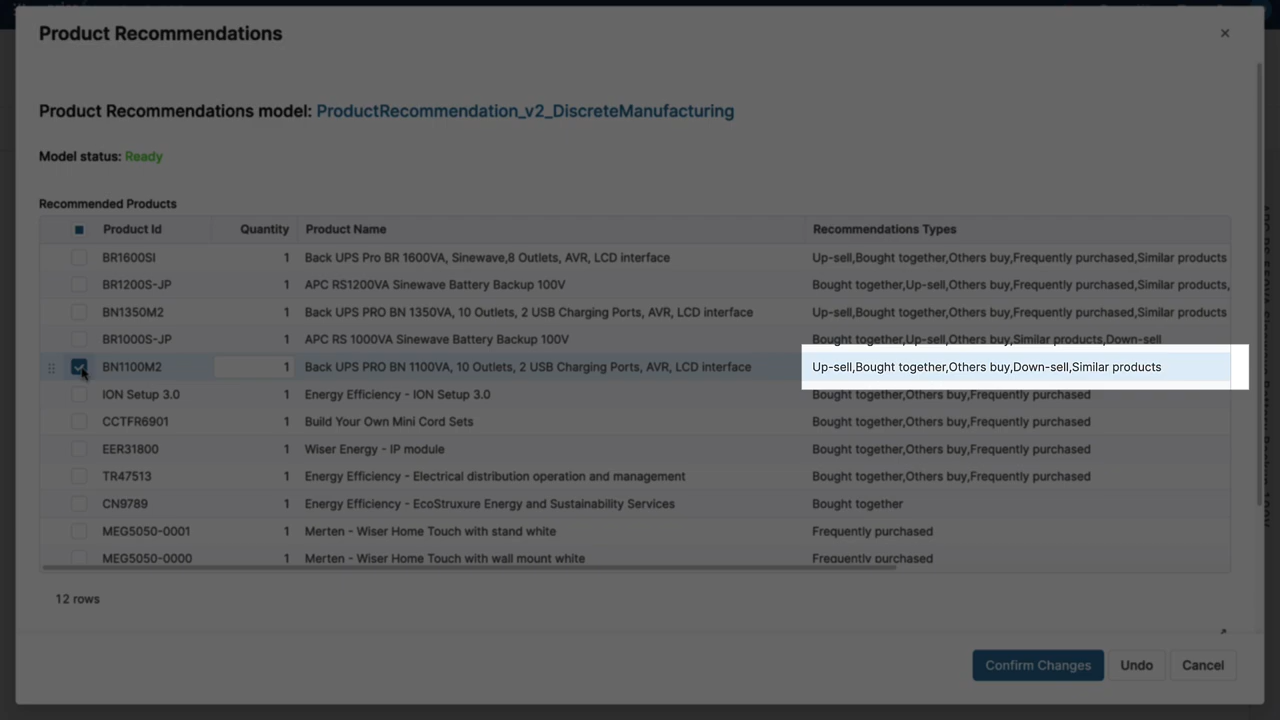 Product Recommendations
Product Recommendations model: ProductRecommendation_v2_DiscreteManufacturing
Model status: Ready
Recommended Products
Product Id Quantity Product Name Recommendations Types
BR1600SI 1 Back UPS Pro BR 1600VA, Sinewave,8 Outlets, AVR, LCD interface Up-sell,Bought together,Others buy,Frequently purchased,Similar products
BR1200S-JP 1 APC RS1200VA Sinewave Battery Backup 100V Bought together,Up-sell,Others buy,Frequently purchased,Similar products,
BN1350M2 1 Back UPS PRO BN 1350VA, 10 Outlets, 2 USB Charging Ports, AVR, LCD interface Up-sell,Bought together,Others buy,Frequently purchased,Similar products
BR1000S-JP 1 APC RS 1000VA Sinewave Battery Backup 100V Bought together,Up-sell,Others buy,Similar products,Down-sell
BN1100M2 1 Back UPS PRO BN 1100VA, 10 Outlets, 2 USB Charging Ports, AVR, LCD interface Up-sell,Bought together,Others buy,Down-sell,Similar products
ION Setup 3.0 1 Energy Efficiency - ION Setup 3.0 Bought together,Others buy,Frequently purchased
CCTFR6901 1 Build Your Own Mini Cord Sets Bought together,Others buy,Frequently purchased
EER31800 1 Wiser Energy - IP module Bought together,Others buy,Frequently purchased
TR47513 1 Energy Efficiency - Electrical distribution operation and management Bought together,Others buy,Frequently purchased
CN9789 1 Energy Efficiency - EcoStruxure Energy and Sustainability Services Bought together
MEG5050-0001 1 Merten - Wiser Home Touch with stand white Frequently purchased
MEG5050-0000 1 Merten - Wiser Home Touch with wall mount white Frequently purchased
12 rows
Confirm Changes Undo Cancel